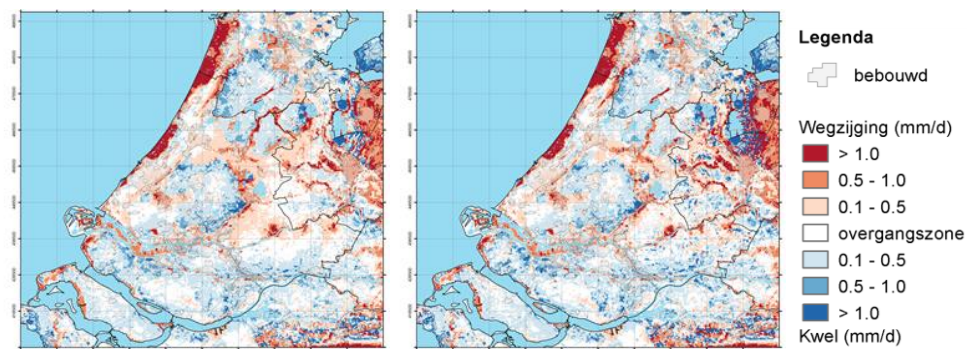 Legenda
bebouwd
Wegzijging (mm/d)
> 1.0
0.5 - 1.0
0.1 - 0.5
overgangszone
0.1 - 0.5
0.5 - 1.0
> 1.0
Kwel (mm/d)